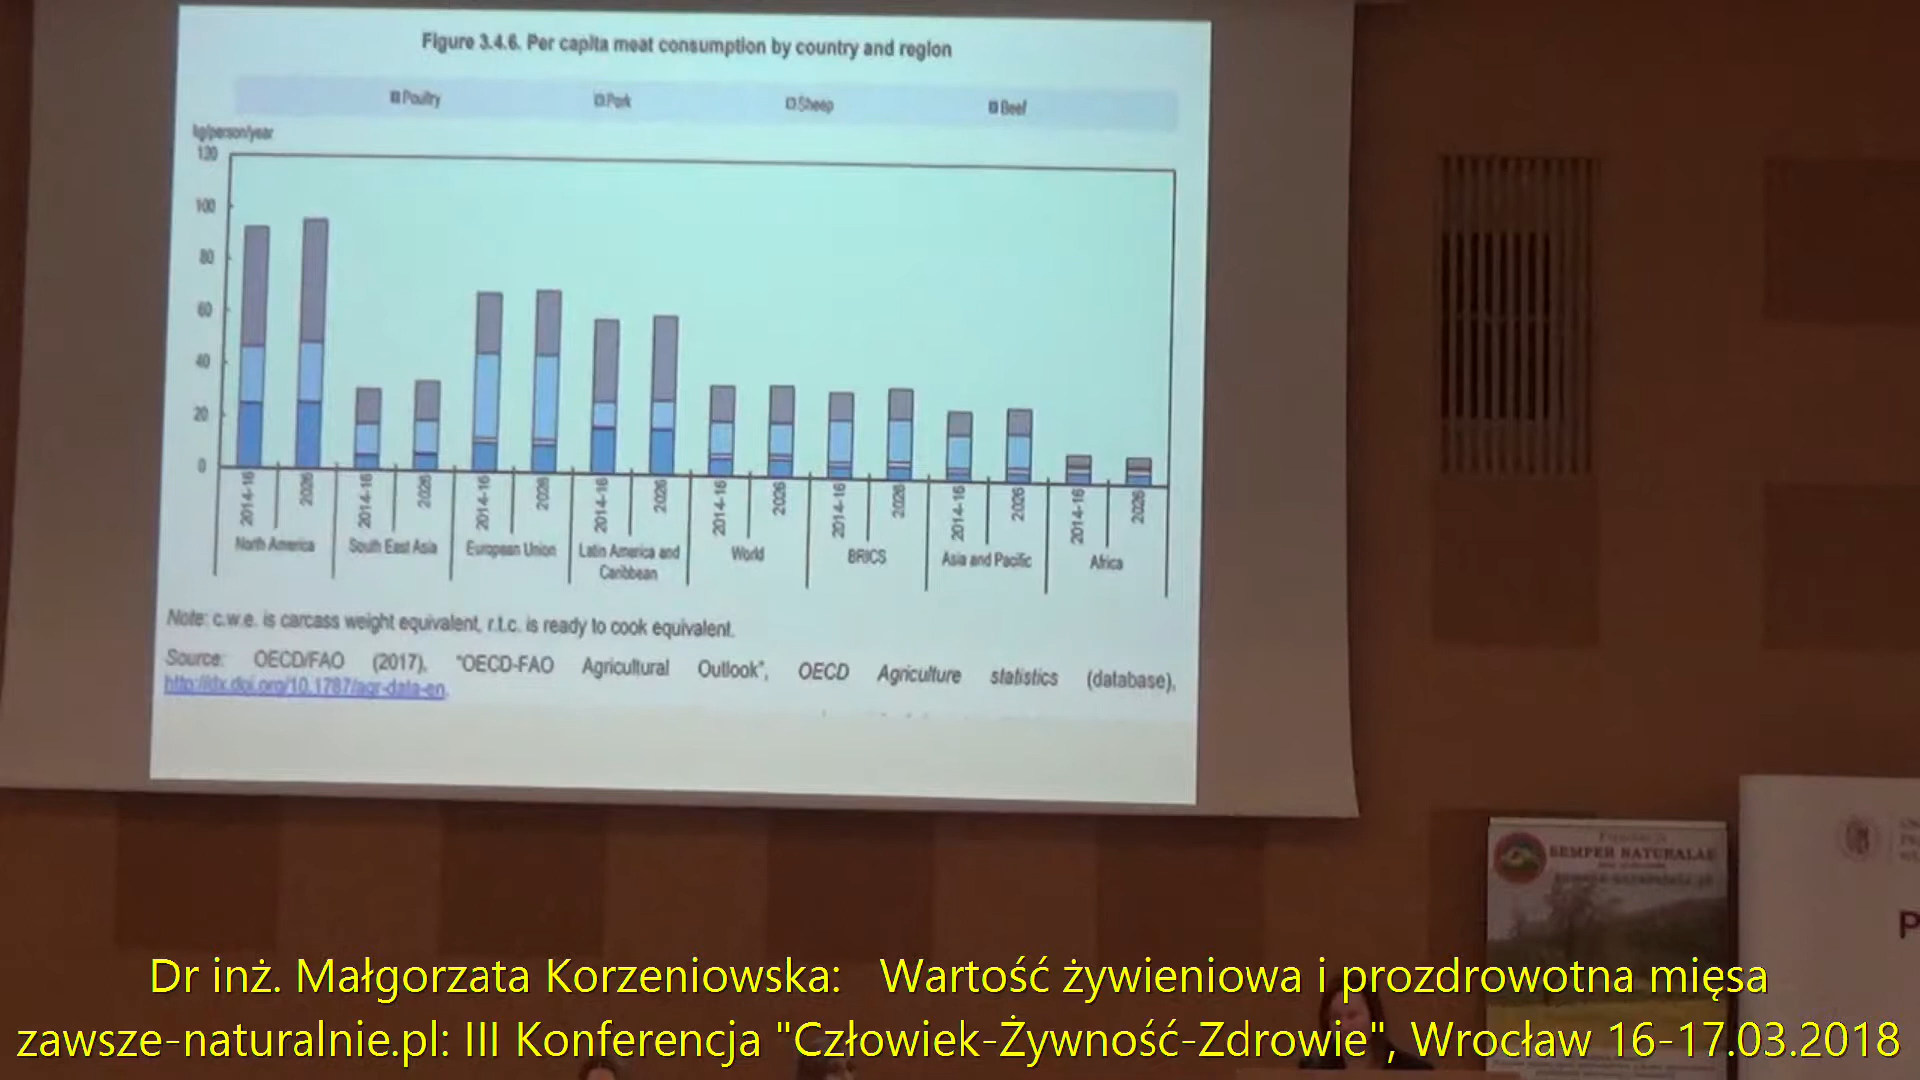 Figure 3.4.6. Per capita meat consumption by country and region
Poultry Pork Sheep Beef
kg/person/year
120
100
80
60
40
20
0
2014-16 2026 2014-16 2026 2014-16 2026 2014-16 2026 2014-16 2026 2014-16 2026 2014-16 2026 2014-16 2026
North America South East Asia European Union Latin America and Caribbean World BRICS Asia and Pacific Africa
Note: c.w.e. is carcass weight equivalent, r.t.c. is ready to cook equivalent.
Source: OECD/FAO (2017), "OECD-FAO Agricultural Outlook", OECD Agriculture statistics (database),
http://dx.doi.org/10.1787/agr-data-en.
SEMPER NATURALAE
P
Dr inż. Małgorzata Korzeniowska: Wartość żywieniowa i prozdrowotna mięsa
zawsze-naturalnie.pl: III Konferencja "Człowiek-Żywność-Zdrowie", Wrocław 16-17.03.2018